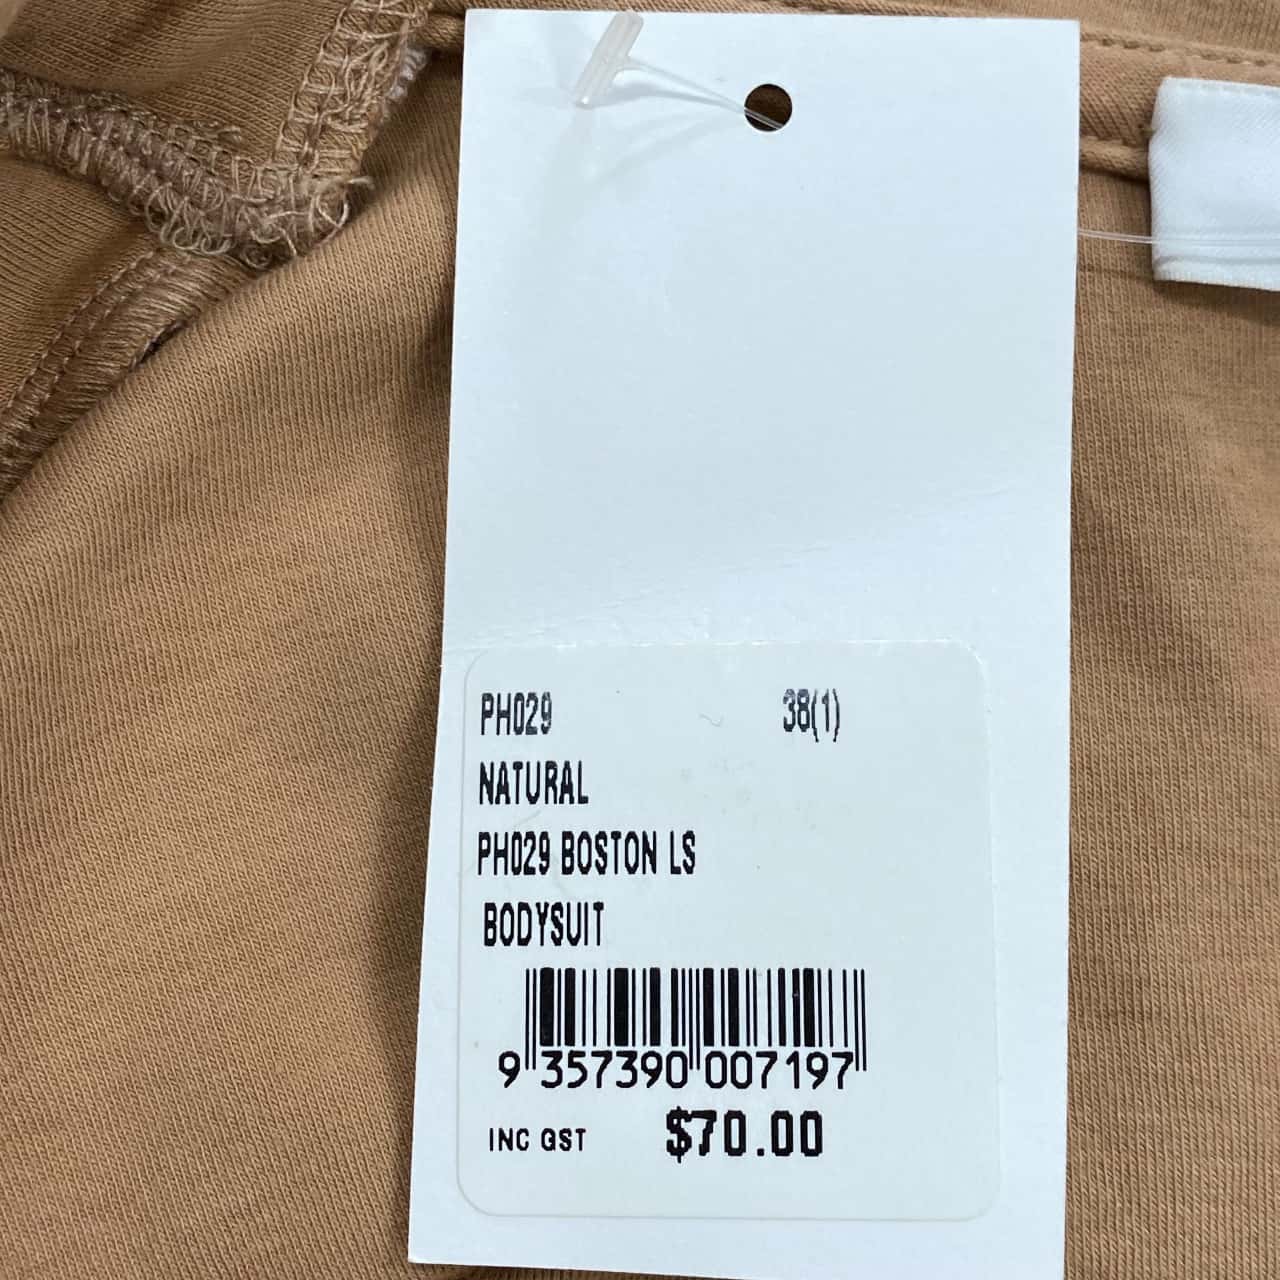 PH029 38(1)
NATURAL
PH029 BOSTON LS
BODYSUIT
9 357390 007197
INC GST $70.00